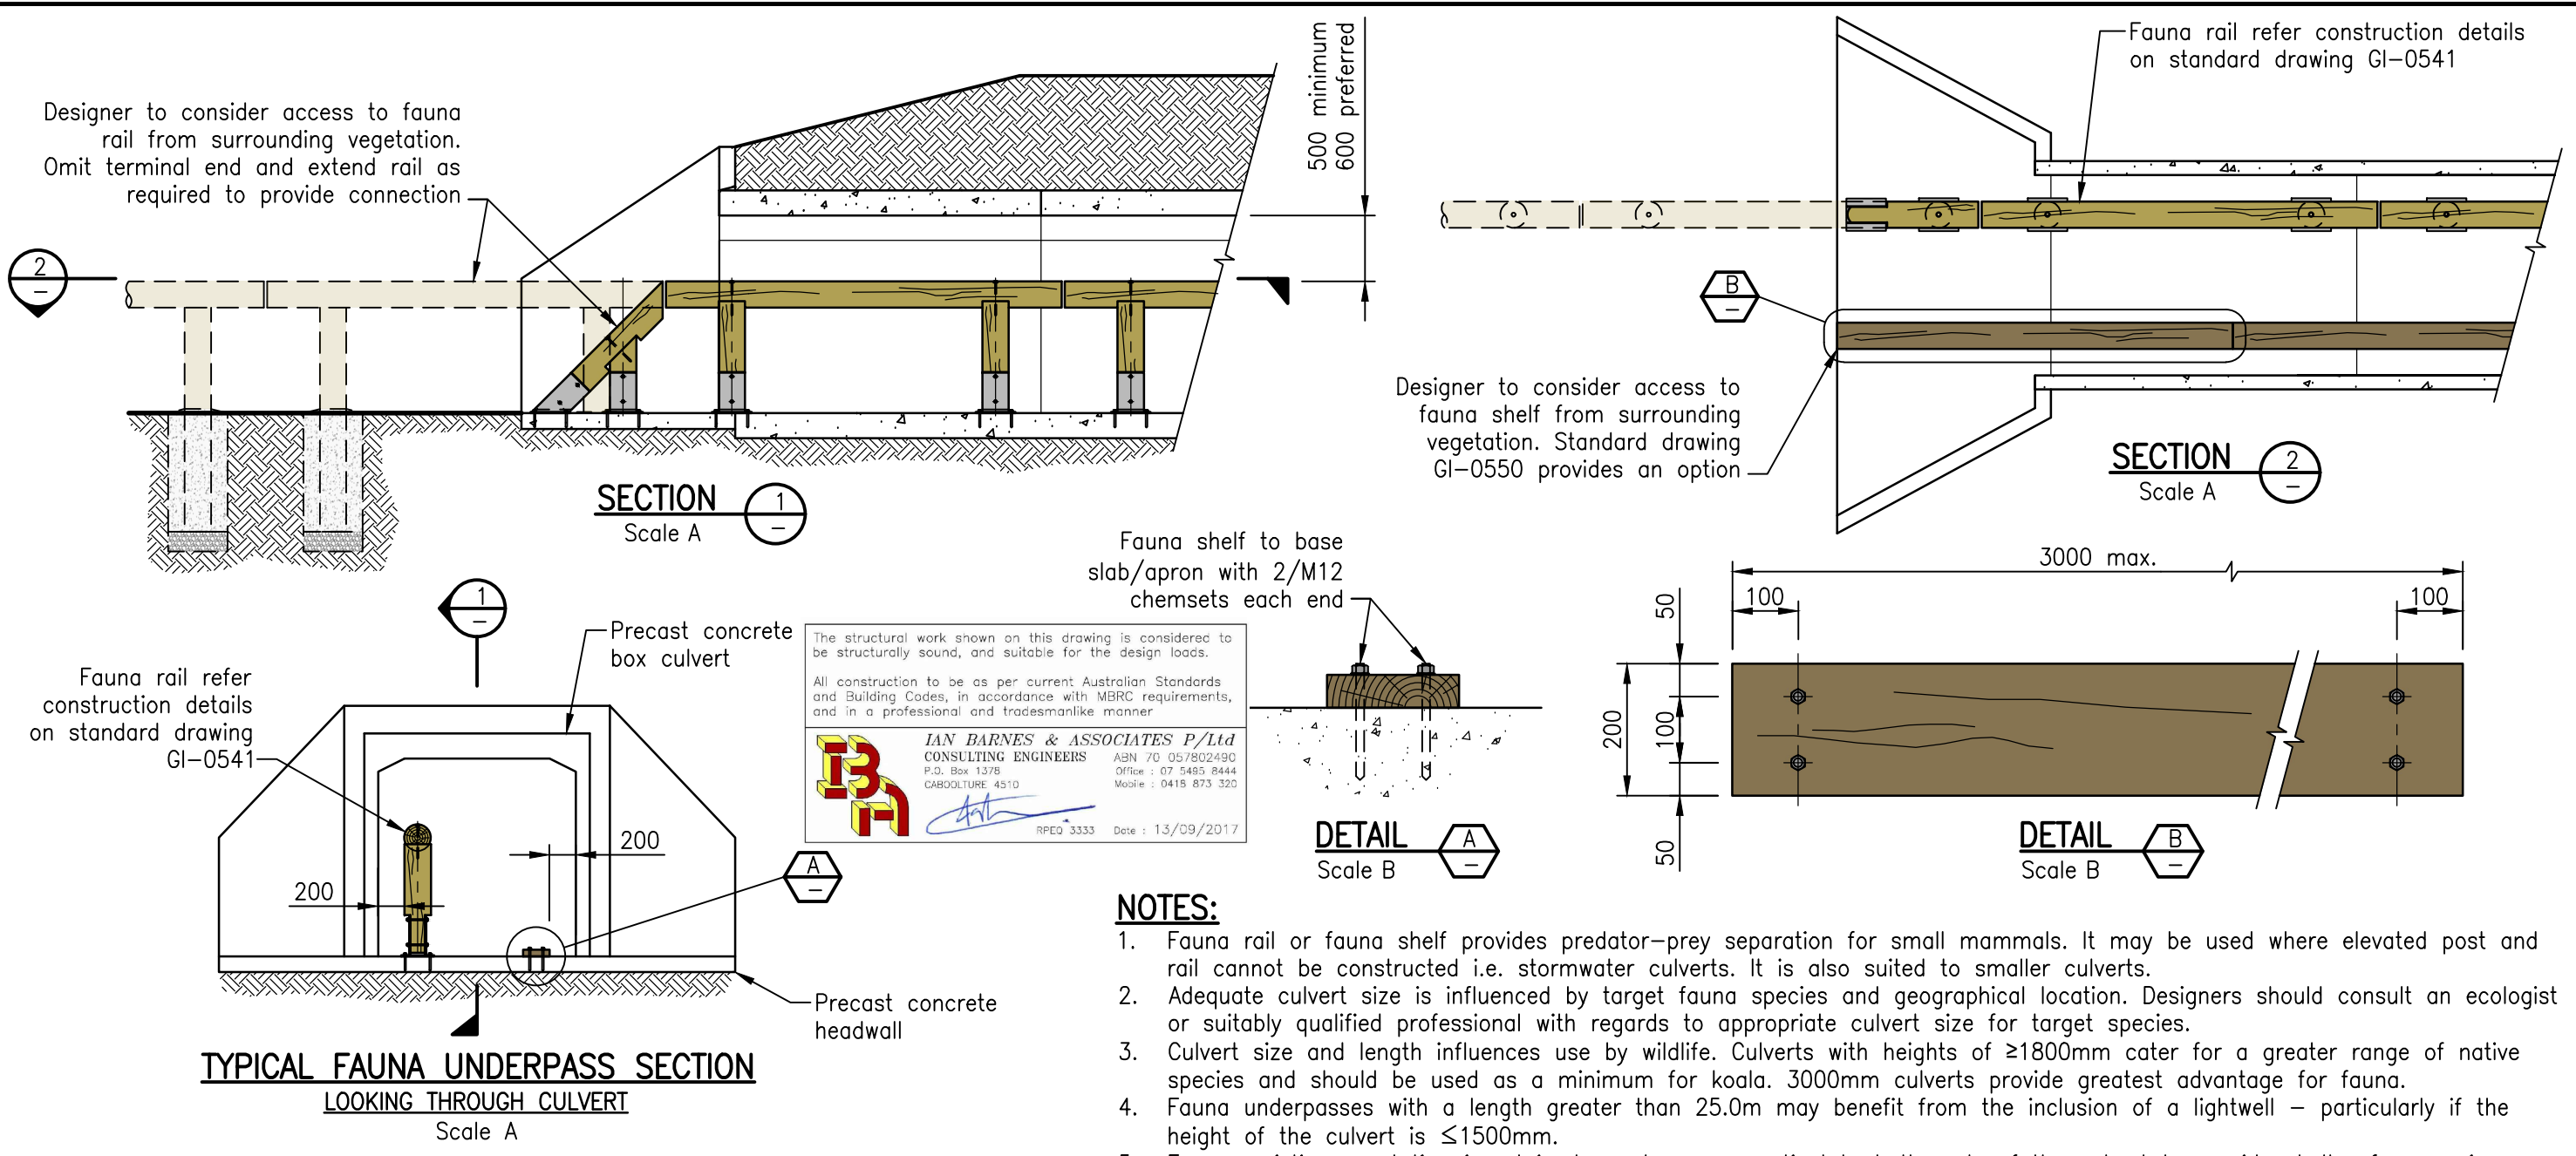 Designer to consider access to fauna
rail from surrounding vegetation.
Omit terminal end and extend rail as
required to provide connection
500 minimum
600 preferred
2
–
SECTION
Scale A
1
–
Fauna rail refer construction details
on standard drawing GI–0541
B
–
Designer to consider access to
fauna shelf from surrounding
vegetation. Standard drawing
GI–0550 provides an option
SECTION
Scale A
2
–
1
–
Fauna rail refer
construction details
on standard drawing
GI–0541
Precast concrete
box culvert
200
200
A
–
Precast concrete
headwall
TYPICAL FAUNA UNDERPASS SECTION
LOOKING THROUGH CULVERT
Scale A
The structural work shown on this drawing is considered to
be structurally sound, and suitable for the design loads.
All construction to be as per current Australian Standards
and Building Codes, in accordance with MBRC requirements,
and in a professional and tradesmanlike manner
IBA
IAN BARNES & ASSOCIATES P/Ltd
CONSULTING ENGINEERS ABN 70 057802490
P.O. Box 1378 Office : 07 5495 8444
CABOOLTURE 4510 Mobile : 0418 873 320
RPEQ 3333 Date : 13/09/2017
Fauna shelf to base
slab/apron with 2/M12
chemsets each end
DETAIL
Scale B
A
–
3000 max.
100
100
50
200
100
50
DETAIL
Scale B
B
–
NOTES:
1. Fauna rail or fauna shelf provides predator–prey separation for small mammals. It may be used where elevated post and
rail cannot be constructed i.e. stormwater culverts. It is also suited to smaller culverts.
2. Adequate culvert size is influenced by target fauna species and geographical location. Designers should consult an ecologist
or suitably qualified professional with regards to appropriate culvert size for target species.
3. Culvert size and length influences use by wildlife. Culverts with heights of ≥1800mm cater for a greater range of native
species and should be used as a minimum for koala. 3000mm culverts provide greatest advantage for fauna.
4. Fauna underpasses with a length greater than 25.0m may benefit from the inclusion of a lightwell – particularly if the
height of the culvert is ≤1500mm.